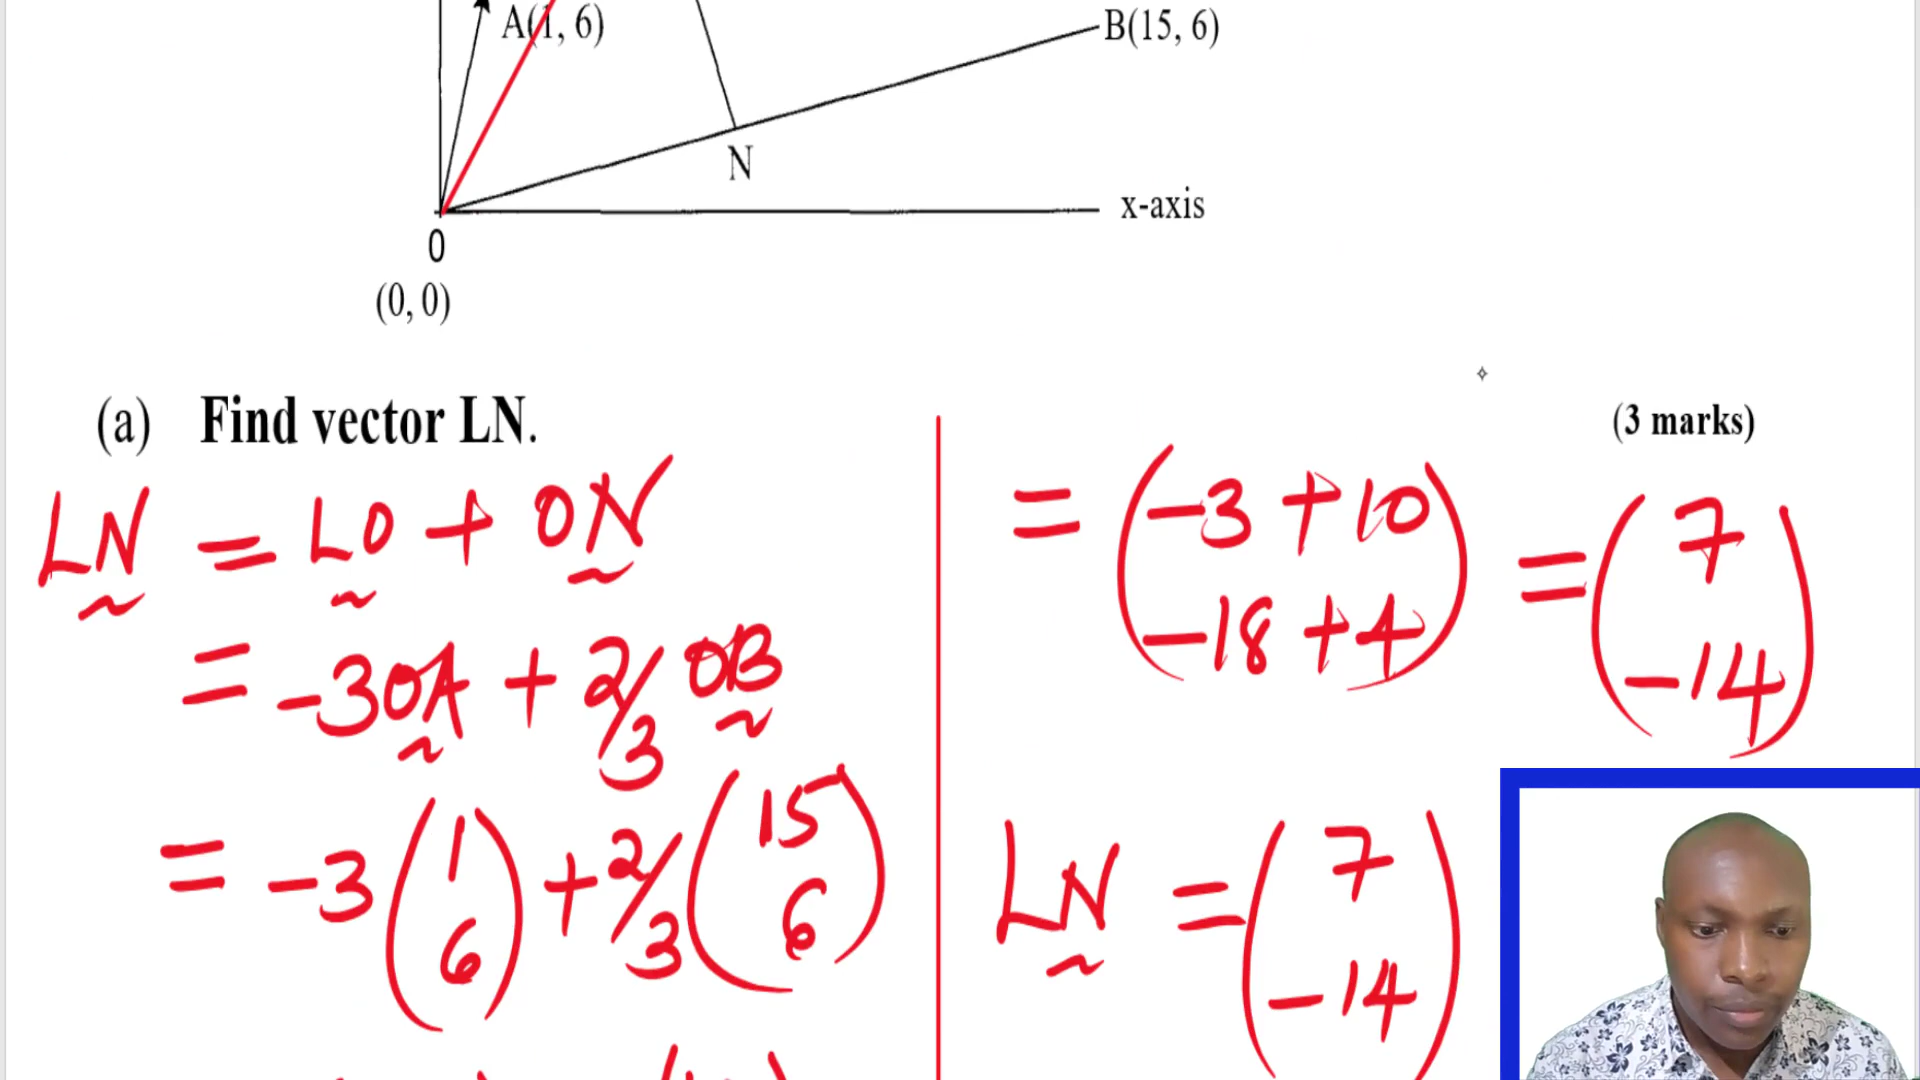 A(1, 6)
B(15, 6)
N
x-axis
0
(0, 0)
(a) Find vector LN.
(3 marks)
LN = LO + ON
= -3OA + 2/3 OB
= -3(1 6) + 2/3(15 6)
= (-3 + 10 -18 + 4) = (7 -14)
LN = (7 -14)